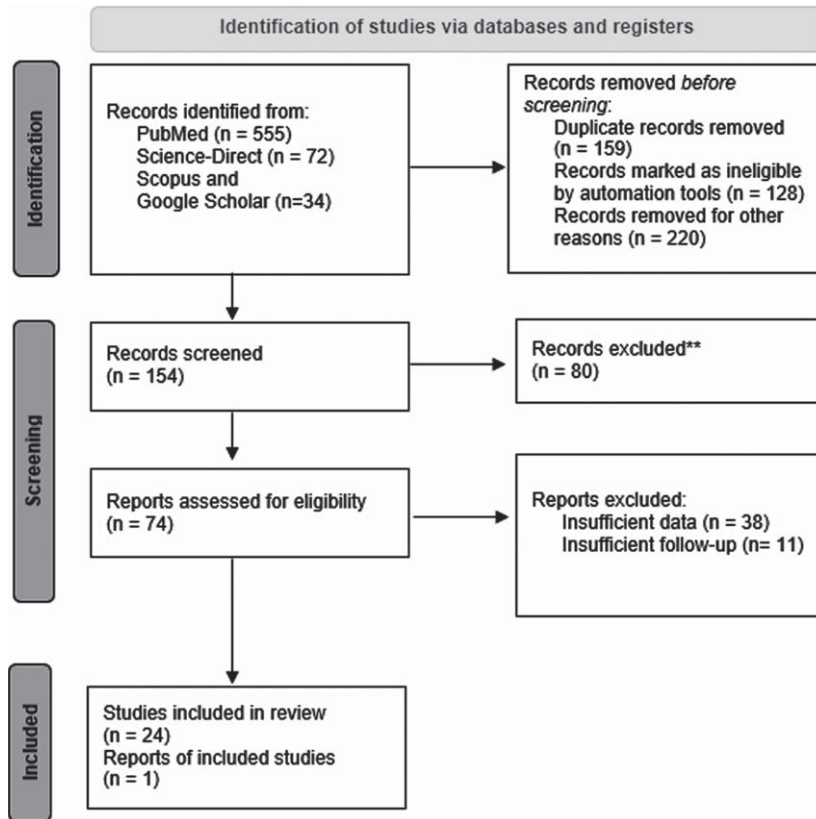 Identification of studies via databases and registers
Identification
Records identified from:
PubMed (n = 555)
Science-Direct (n = 72)
Scopus and
Google Scholar (n=34)
Records removed before
screening:
Duplicate records removed
(n = 159)
Records marked as ineligible
by automation tools (n = 128)
Records removed for other
reasons (n = 220)
Screening
Records screened
(n = 154)
Records excluded**
(n = 80)
Reports assessed for eligibility
(n = 74)
Reports excluded:
Insufficient data (n = 38)
Insufficient follow-up (n= 11)
Included
Studies included in review
(n = 24)
Reports of included studies
(n = 1)